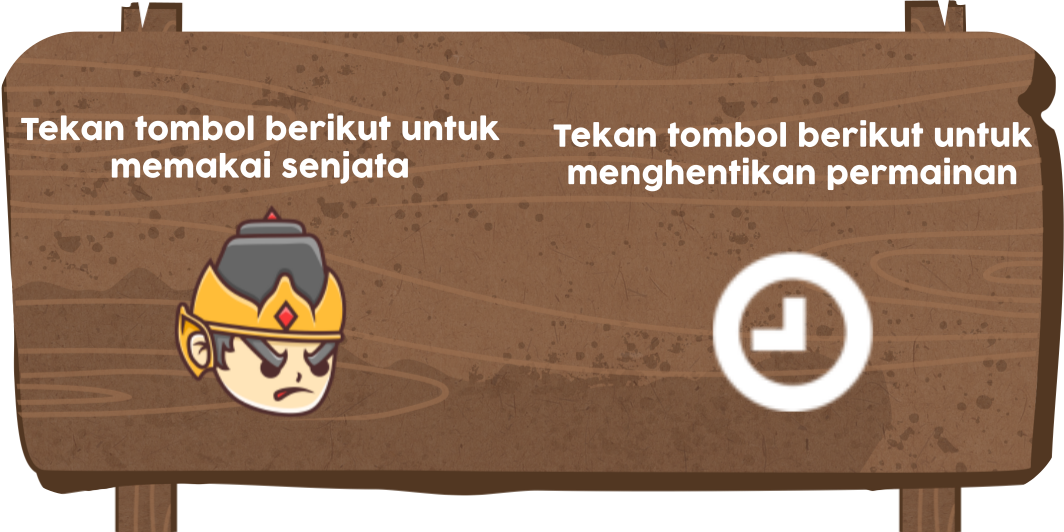 Tekan tombol berikut untuk
memakai senjata
Tekan tombol berikut untuk
menghentikan permainan